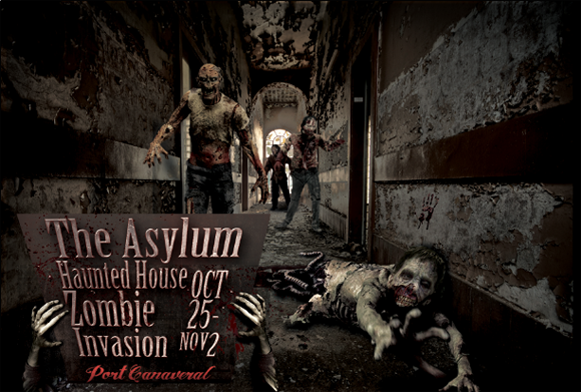 The Asylum
Haunted House
Zombie
Invasion
OCT
25-
NOV2
Port Canaveral